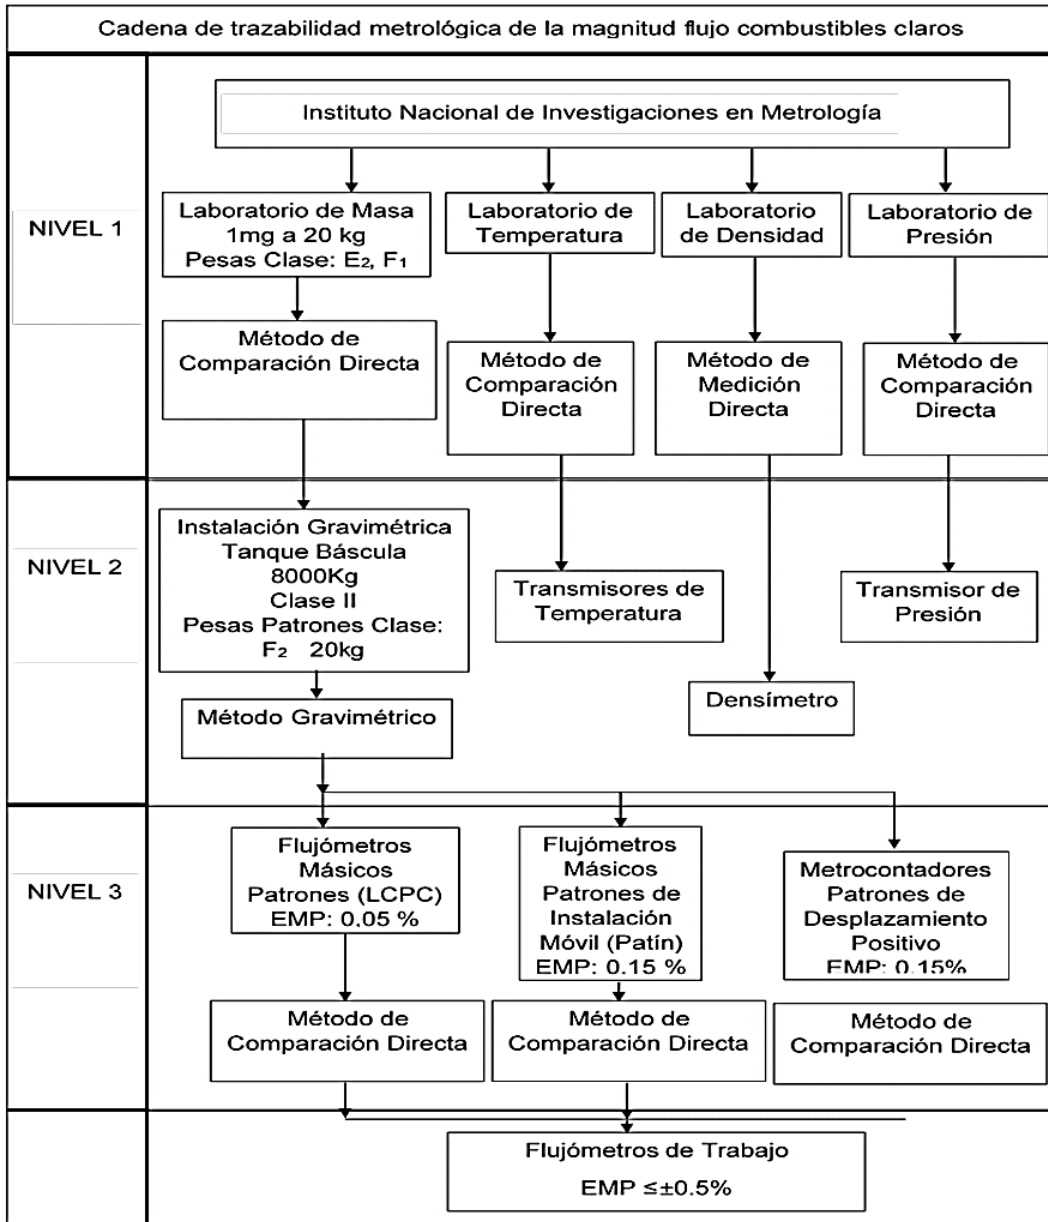 Cadena de trazabilidad metrológica de la magnitud flujo combustibles claros
Instituto Nacional de Investigaciones en Metrología
NIVEL 1
Laboratorio de Masa
1mg a 20 kg
Pesas Clase: E₂, F₁
Laboratorio de
Temperatura
Laboratorio
de Densidad
Laboratorio de
Presión
Método de
Comparación Directa
Método de
Comparación
Directa
Método de
Medición
Directa
Método de
Comparación
Directa
NIVEL 2
Instalación Gravimétrica
Tanque Báscula
8000Kg
Clase II
Pesas Patrones Clase:
F₂ 20kg
Transmisores de
Temperatura
Transmisor de
Presión
Densímetro
Método Gravimétrico
NIVEL 3
Flujómetros
Másicos
Patrones (LCPC)
EMP: 0,05 %
Flujómetros
Másicos
Patrones de
Instalación
Móvil (Patín)
EMP: 0.15 %
Metrocontadores
Patrones de
Desplazamiento
Positivo
EMP: 0.15%
Método de
Comparación Directa
Método de
Comparación Directa
Método de
Comparación Directa
Flujómetros de Trabajo
EMP ≤±0.5%